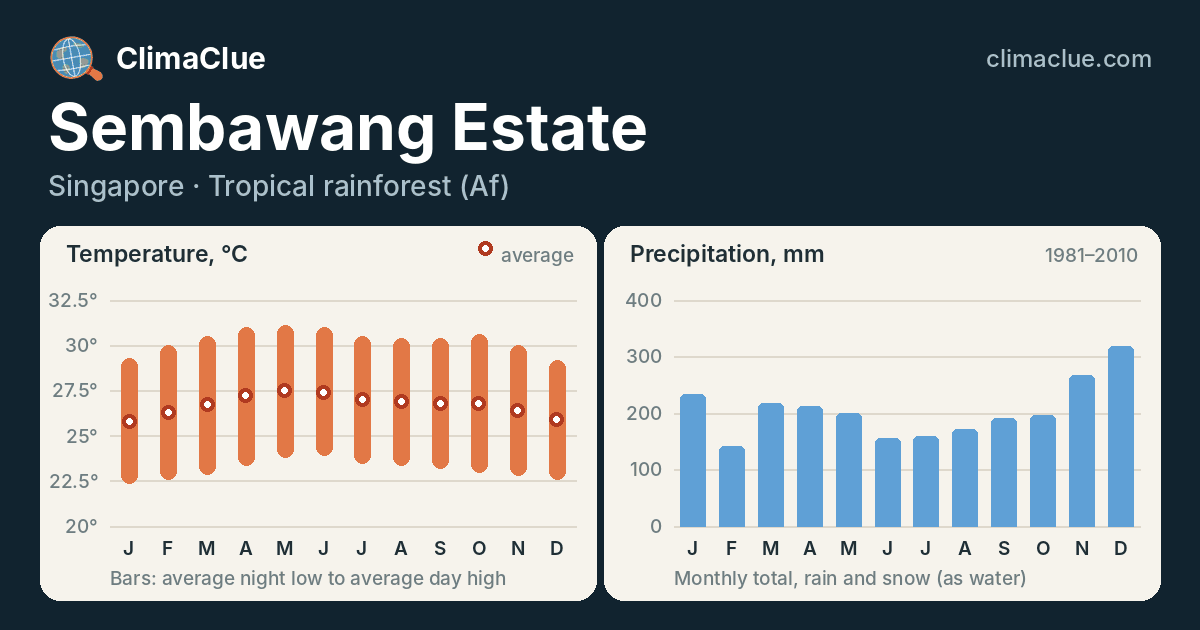 ClimaClue
climaclue.com
Sembawang Estate
Singapore · Tropical rainforest (Af)
Temperature, °C
average
32.5°
30°
27.5°
25°
22.5°
20°
J F M A M J J A S O N D
Bars: average night low to average day high
Precipitation, mm
1981–2010
400
300
200
100
0
J F M A M J J A S O N D
Monthly total, rain and snow (as water)